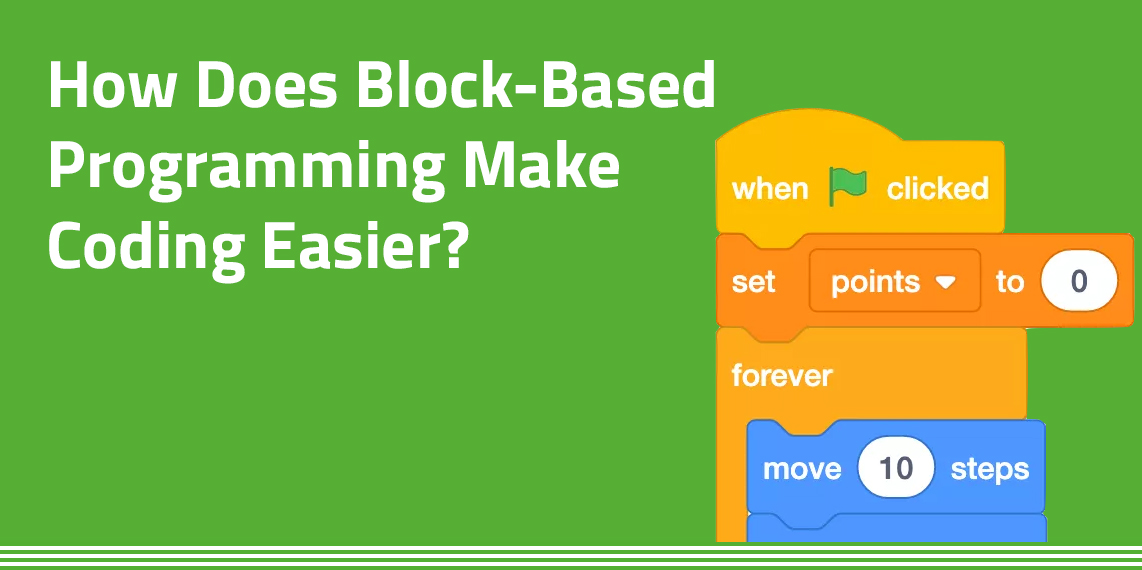 How Does Block-Based
Programming Make
Coding Easier?
when clicked
set points to 0
forever
move 10 steps